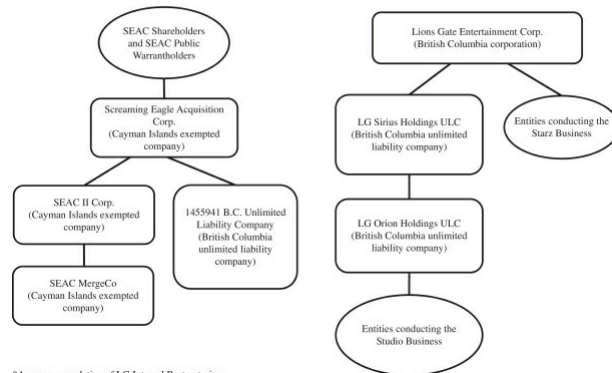 SEAC Shareholders
and SEAC Public
Warrantholders
Screaming Eagle Acquisition
Corp.
(Cayman Islands exempted
company)
SEAC II Corp.
(Cayman Islands exempted
company)
1455941 B.C. Unlimited
Liability Company
(British Columbia
unlimited liability
company)
SEAC MergeCo
(Cayman Islands exempted
company)
Lions Gate Entertainment Corp.
(British Columbia corporation)
LG Sirius Holdings ULC
(British Columbia unlimited
liability company)
Entities conducting the
Starz Business
LG Orion Holdings ULC
(British Columbia unlimited
liability company)
Entities conducting the
Studio Business